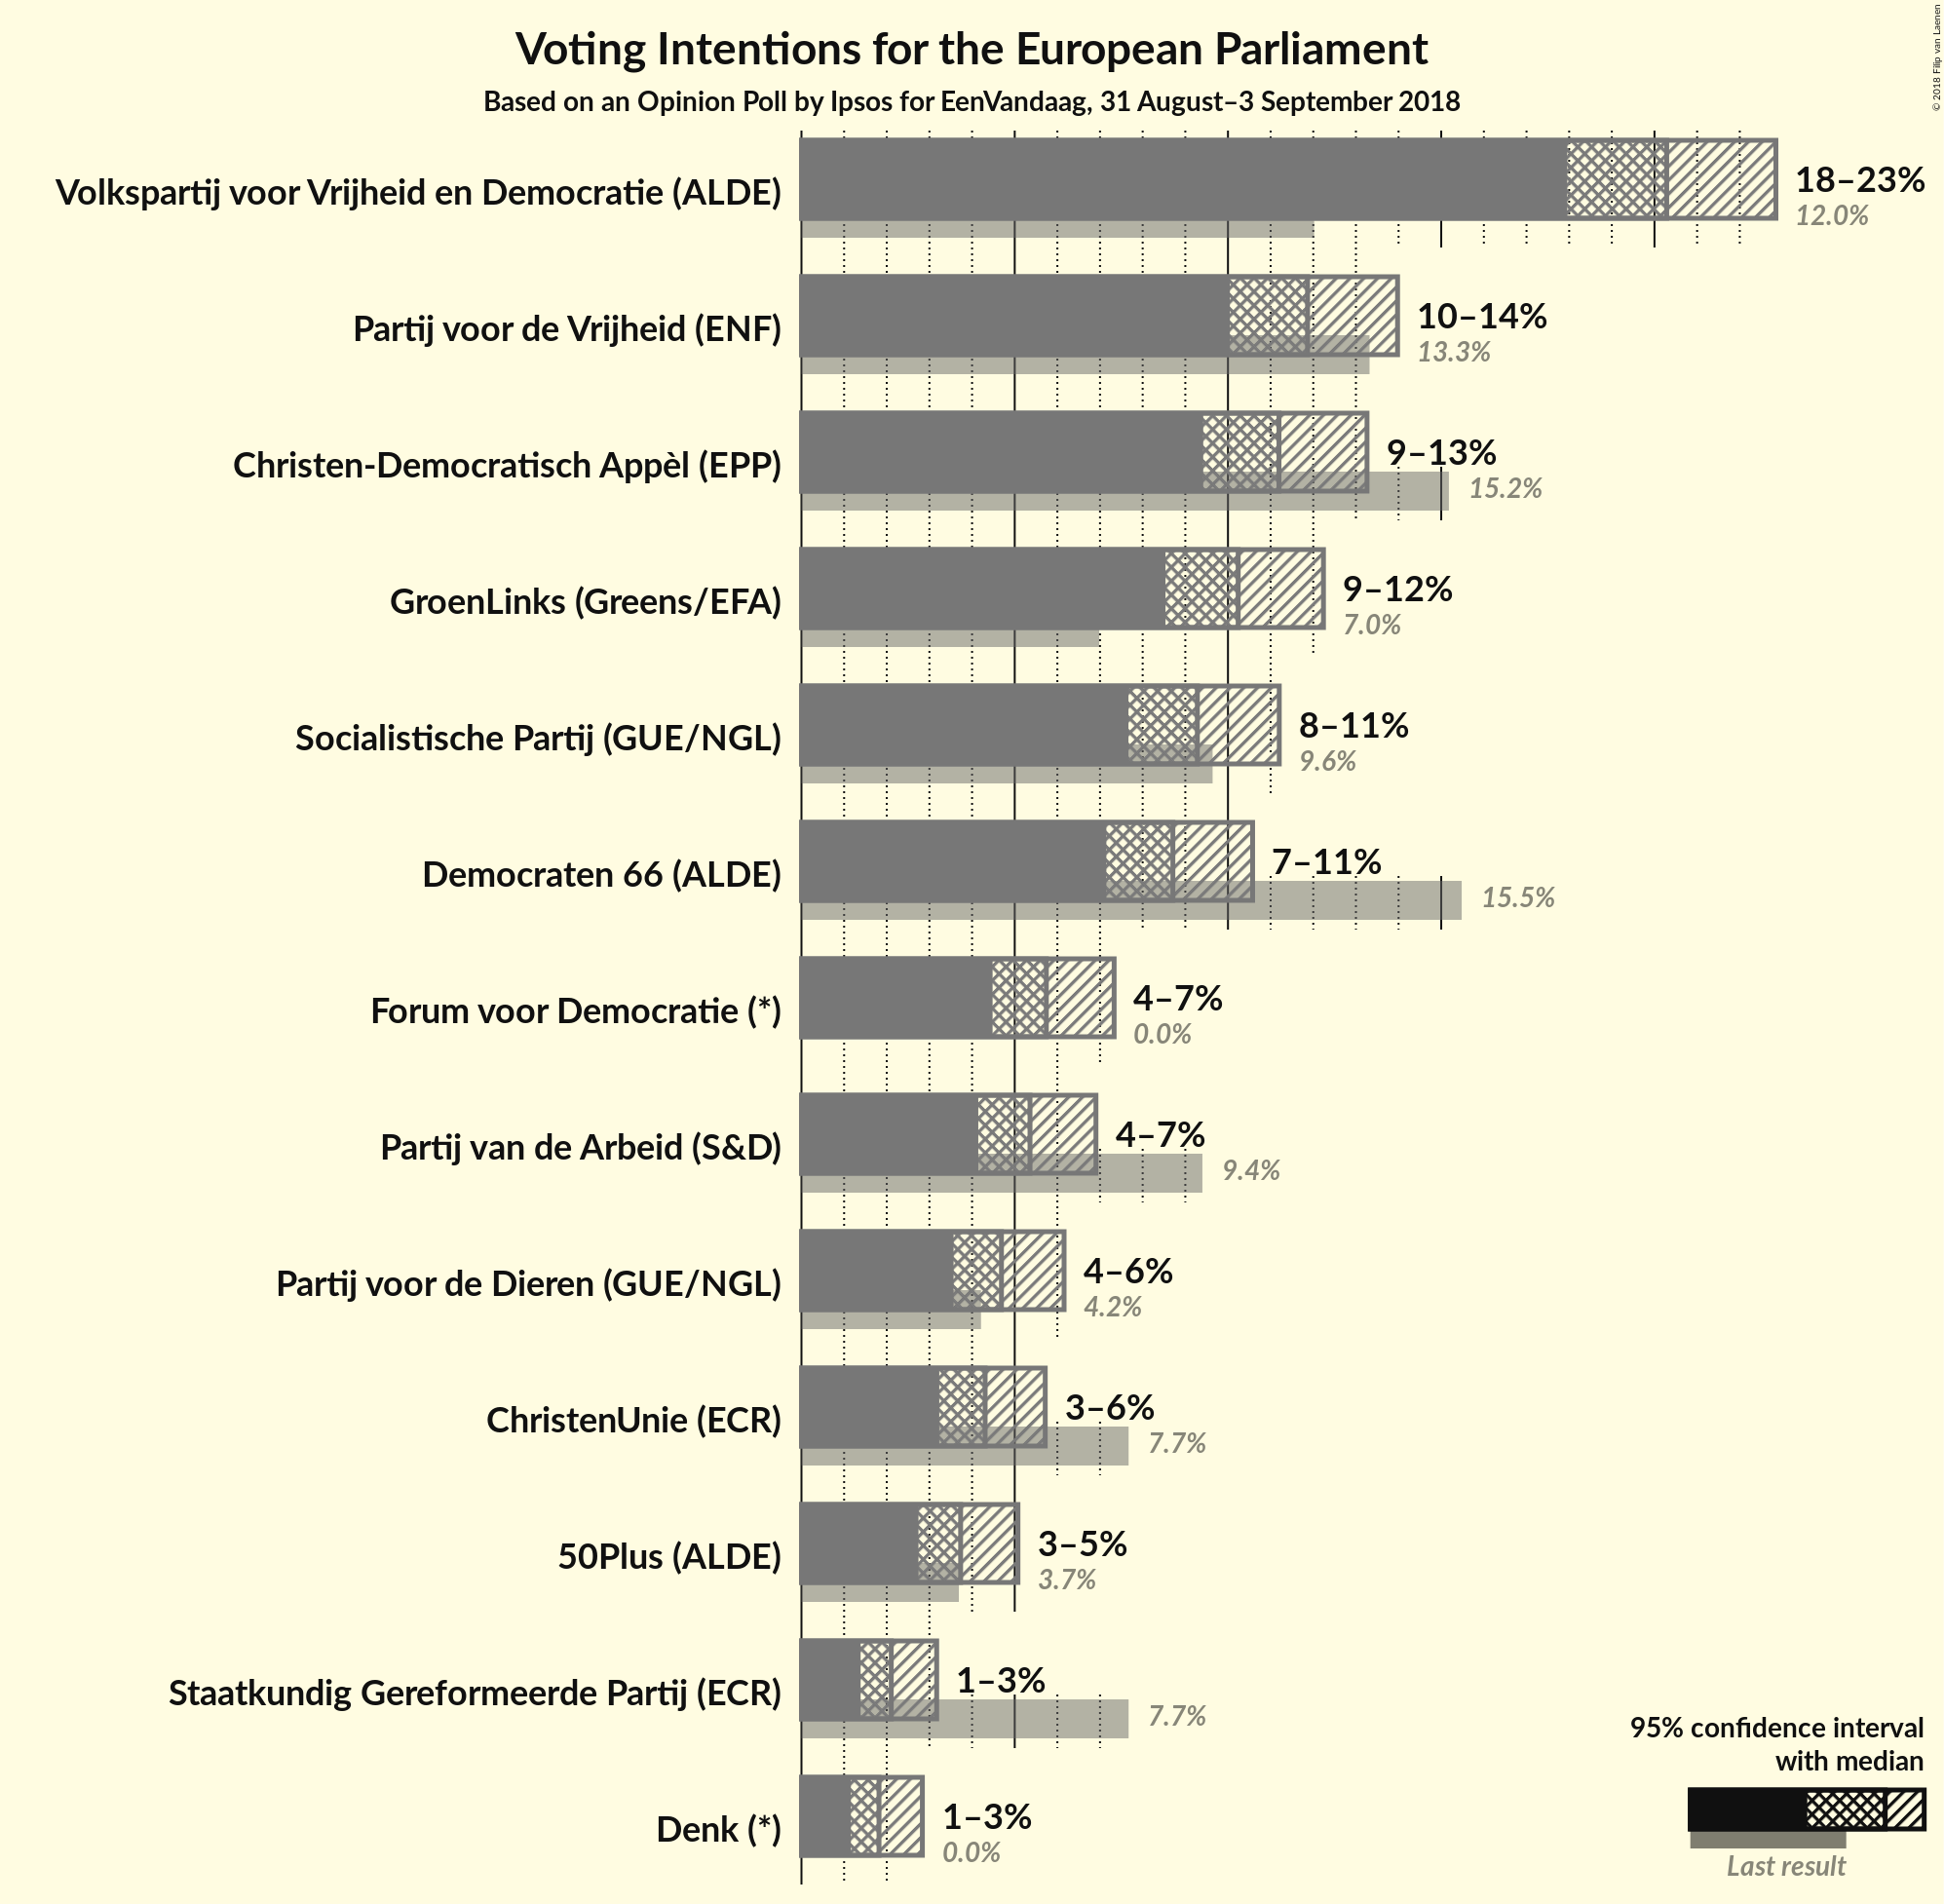 © 2018 Filip van Laenen
Voting Intentions for the European Parliament
Based on an Opinion Poll by Ipsos for EenVandaag, 31 August–3 September 2018
Volkspartij voor Vrijheid en Democratie (ALDE)
18–23%
12.0%
Partij voor de Vrijheid (ENF)
10–14%
13.3%
Christen-Democratisch Appèl (EPP)
9–13%
15.2%
GroenLinks (Greens/EFA)
9–12%
7.0%
Socialistische Partij (GUE/NGL)
8–11%
9.6%
Democraten 66 (ALDE)
7–11%
15.5%
Forum voor Democratie (*)
4–7%
0.0%
Partij van de Arbeid (S&D)
4–7%
9.4%
Partij voor de Dieren (GUE/NGL)
4–6%
4.2%
ChristenUnie (ECR)
3–6%
7.7%
50Plus (ALDE)
3–5%
3.7%
Staatkundig Gereformeerde Partij (ECR)
1–3%
7.7%
Denk (*)
1–3%
0.0%
95% confidence interval
with median
Last result